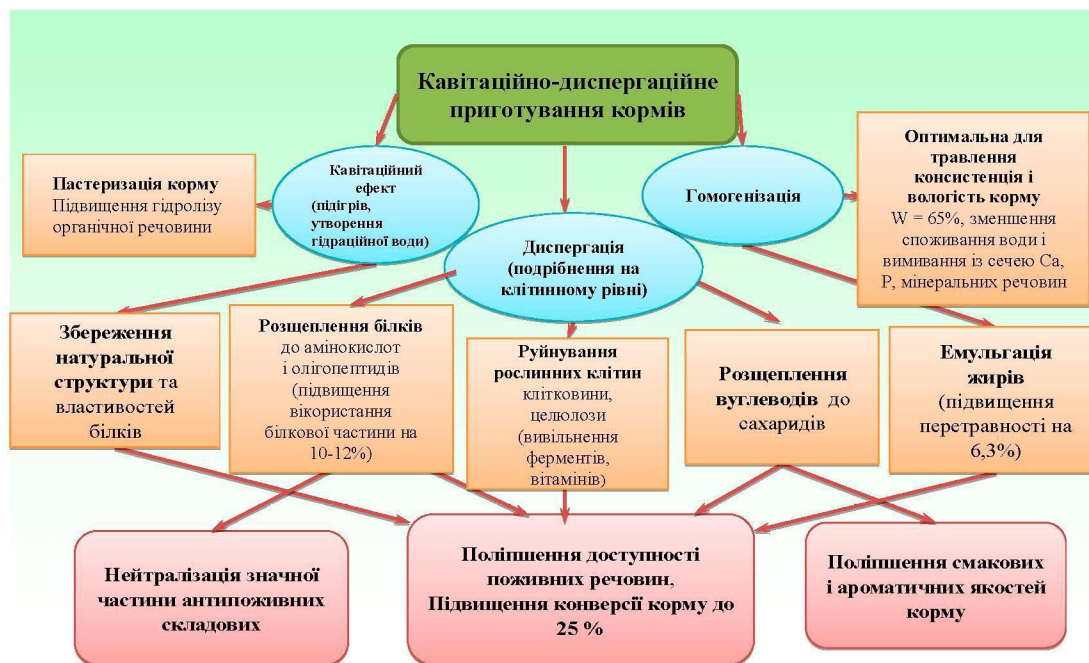 Кавітаційно-диспергаційне
приготування кормів
Пастеризація корму
Підвищення гідролізу
органічної речовини
Кавітаційний
ефект
(підігрів,
утворення
гідраційної води)
Диспергація
(подрібнення на
клітинному рівні)
Гомогенізація
Оптимальна для
травлення
консистенція і
вологість корму
W = 65%, зменшення
споживання води і
вимивання із сечею Са,
Р, мінеральних речовин
Збереження
натуральної
структури та
властивостей
білків
Розщеплення білків
до амінокислот
і олігопептидів
(підвищення
вікористання
білкової частини на
10-12%)
Руйнування
рослинних клітин
клітковини,
целюлози
(вивільнення
ферментів,
вітамінів)
Розщеплення
вуглеводів до
сахаридів
Емульгація
жирів
(підвищення
перетравності на
6,3%)
Нейтралізація значної
частини антипоживних
складових
Поліпшення доступності
поживних речовин,
Підвищення конверсії корму до
25 %
Поліпшення смакових
і ароматичних якостей
корму